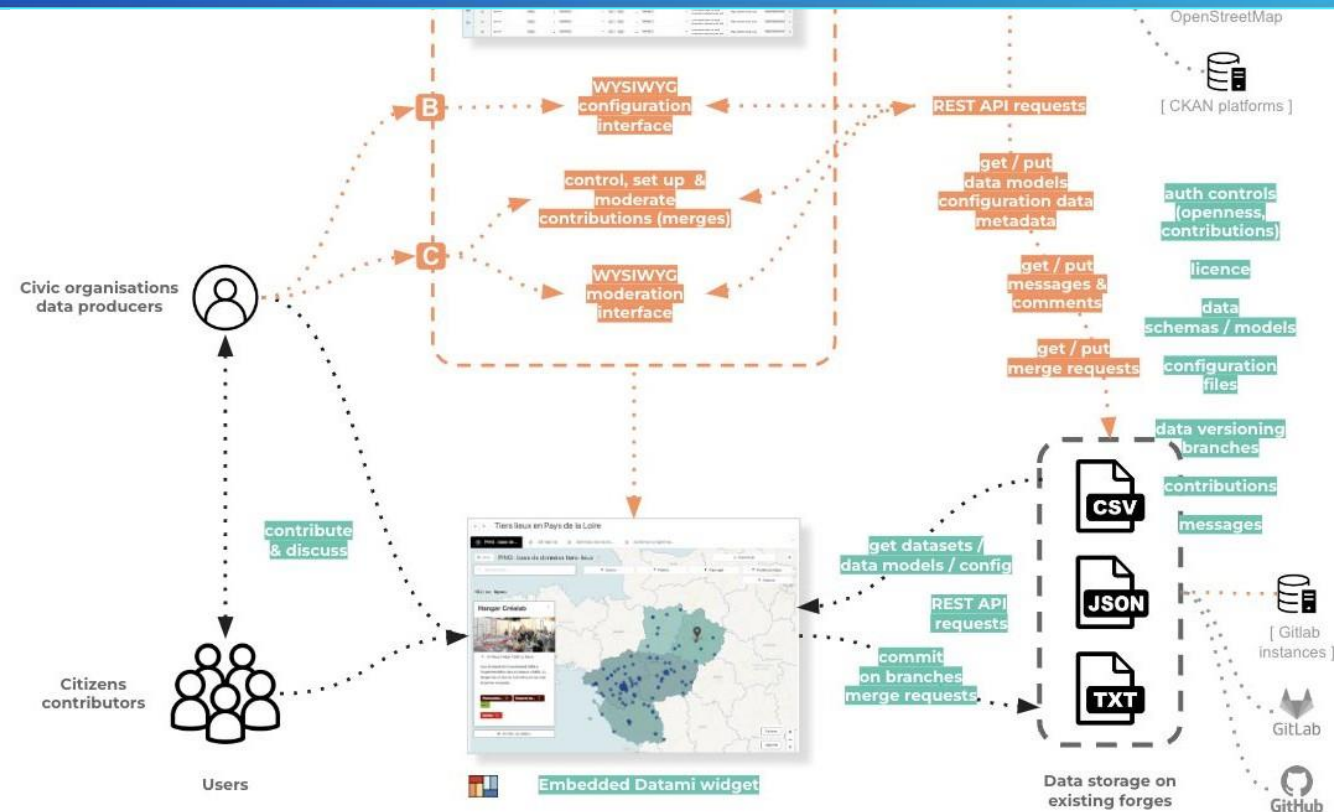 OpenStreetMap
[ CKAN platforms ]
B
WYSIWYG
configuration
interface
REST API requests
control, set up &
moderate
contributions (merges)
get / put
data models
configuration data
metadata
auth controls
(openness,
contributions)
C
WYSIWYG
moderation
interface
get / put
messages &
comments
licence
Civic organisations
data producers
data
schemas / models
get / put
merge requests
configuration
files
data versioning
branches
contributions
messages
CSV
JSON
TXT
contribute
& discuss
Tiers lieux en Pays de la Loire
Hangar Créalab
get datasets /
data models / config
REST API
requests
commit
on branches
merge requests
[ Gitlab
instances ]
GitLab
GitHub
Citizens
contributors
Users
Embedded Datami widget
Data storage on
existing forges